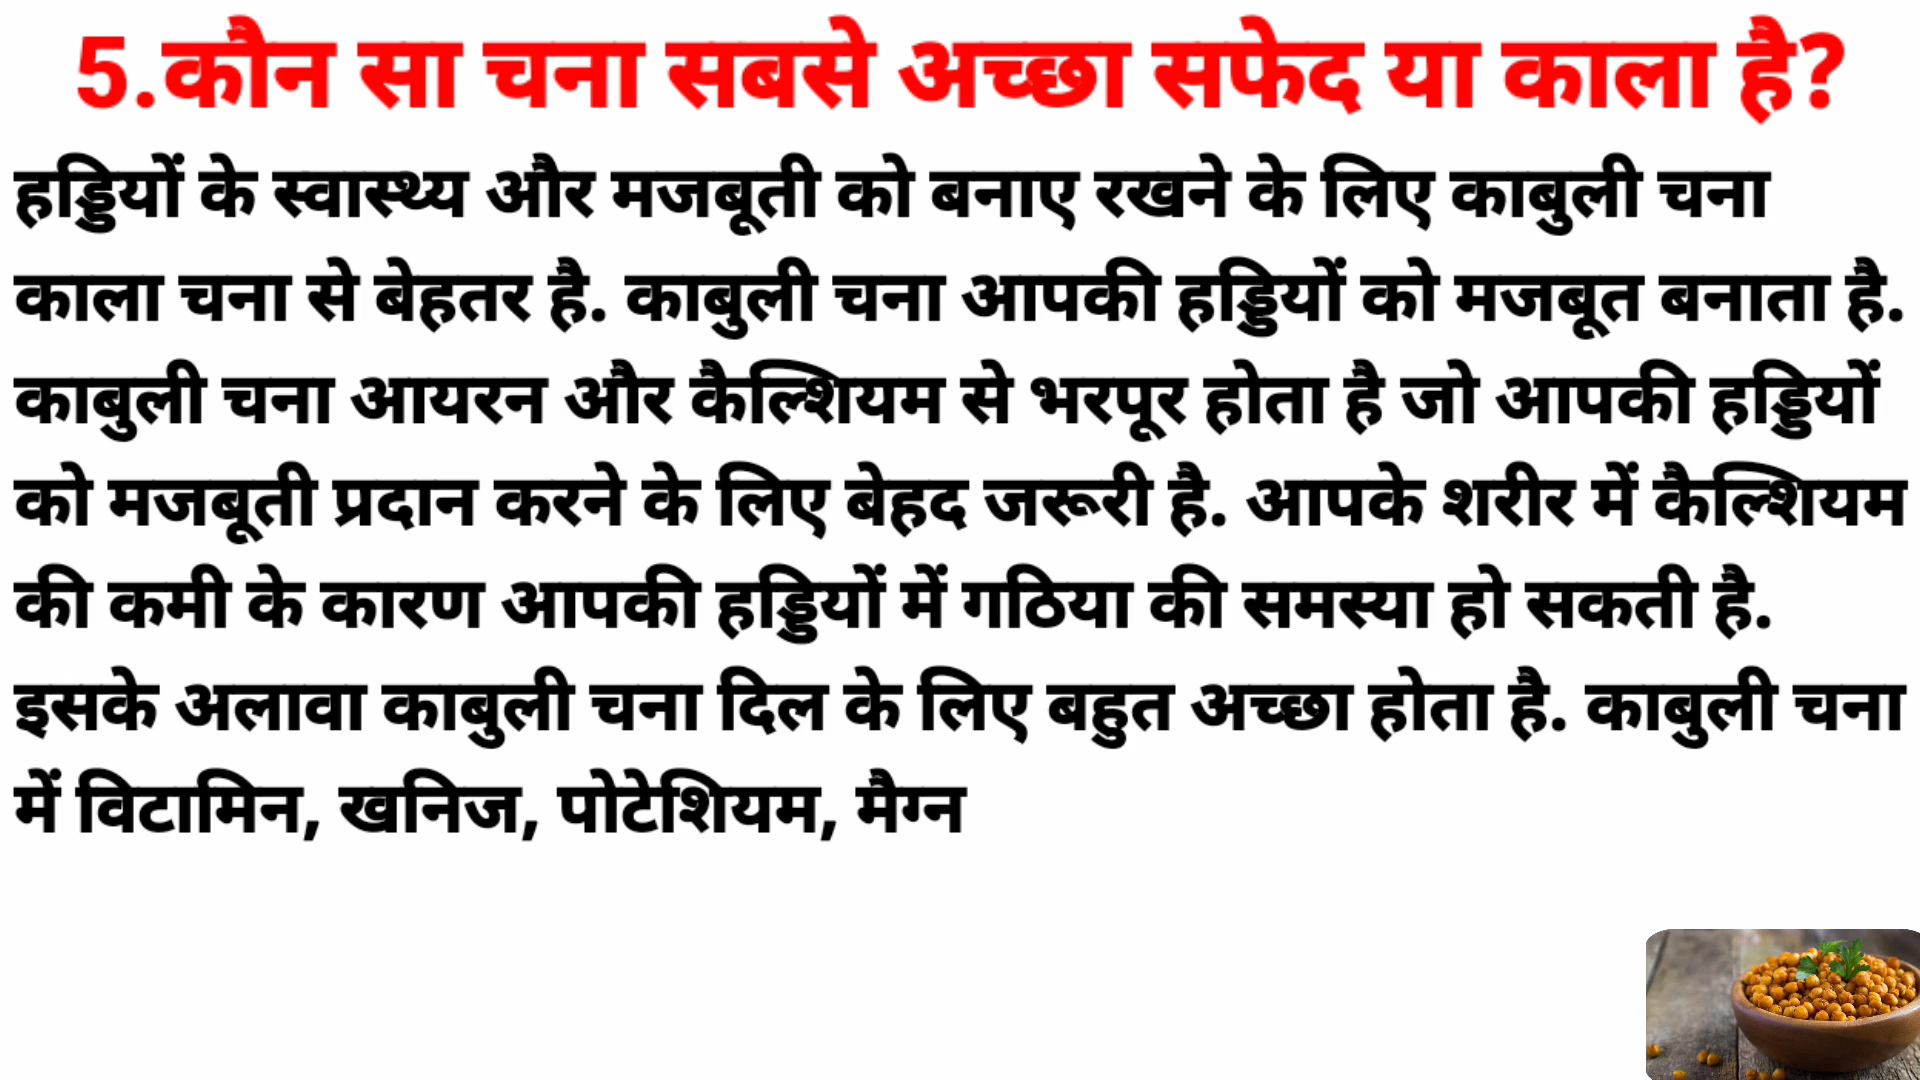 5.कौन सा चना सबसे अच्छा सफेद या काला है?
हड्डियों के स्वास्थ्य और मजबूती को बनाए रखने के लिए काबुली चना
काला चना से बेहतर है. काबुली चना आपकी हड्डियों को मजबूत बनाता है.
काबुली चना आयरन और कैल्शियम से भरपूर होता है जो आपकी हड्डियों
को मजबूती प्रदान करने के लिए बेहद जरूरी है. आपके शरीर में कैल्शियम
की कमी के कारण आपकी हड्डियों में गठिया की समस्या हो सकती है.
इसके अलावा काबुली चना दिल के लिए बहुत अच्छा होता है. काबुली चना
में विटामिन, खनिज, पोटेशियम, मैग्न